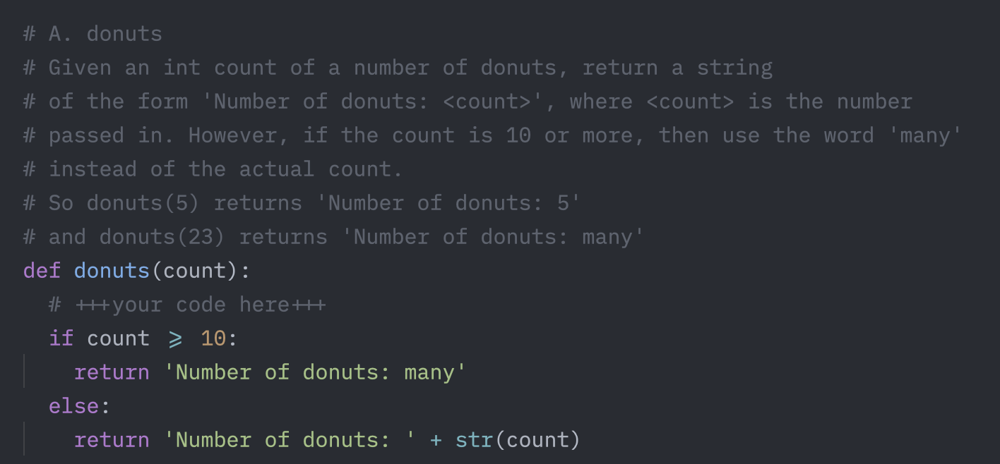 # A. donuts
# Given an int count of a number of donuts, return a string
# of the form 'Number of donuts: <count>', where <count> is the number
# passed in. However, if the count is 10 or more, then use the word 'many'
# instead of the actual count.
# So donuts(5) returns 'Number of donuts: 5'
# and donuts(23) returns 'Number of donuts: many'
def donuts(count):
  # +++your code here+++
  if count >= 10:
    return 'Number of donuts: many'
  else:
    return 'Number of donuts: ' + str(count)